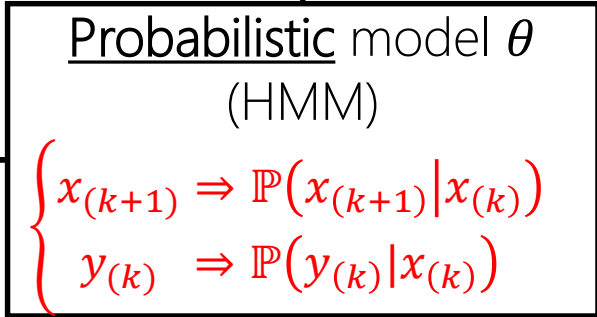 Probabilistic model θ
(HMM)
x₍ₖ₊₁₎ ⇒ ℙ(x₍ₖ₊₁₎|x₍ₖ₎)
y₍ₖ₎ ⇒ ℙ(y₍ₖ₎|x₍ₖ₎)